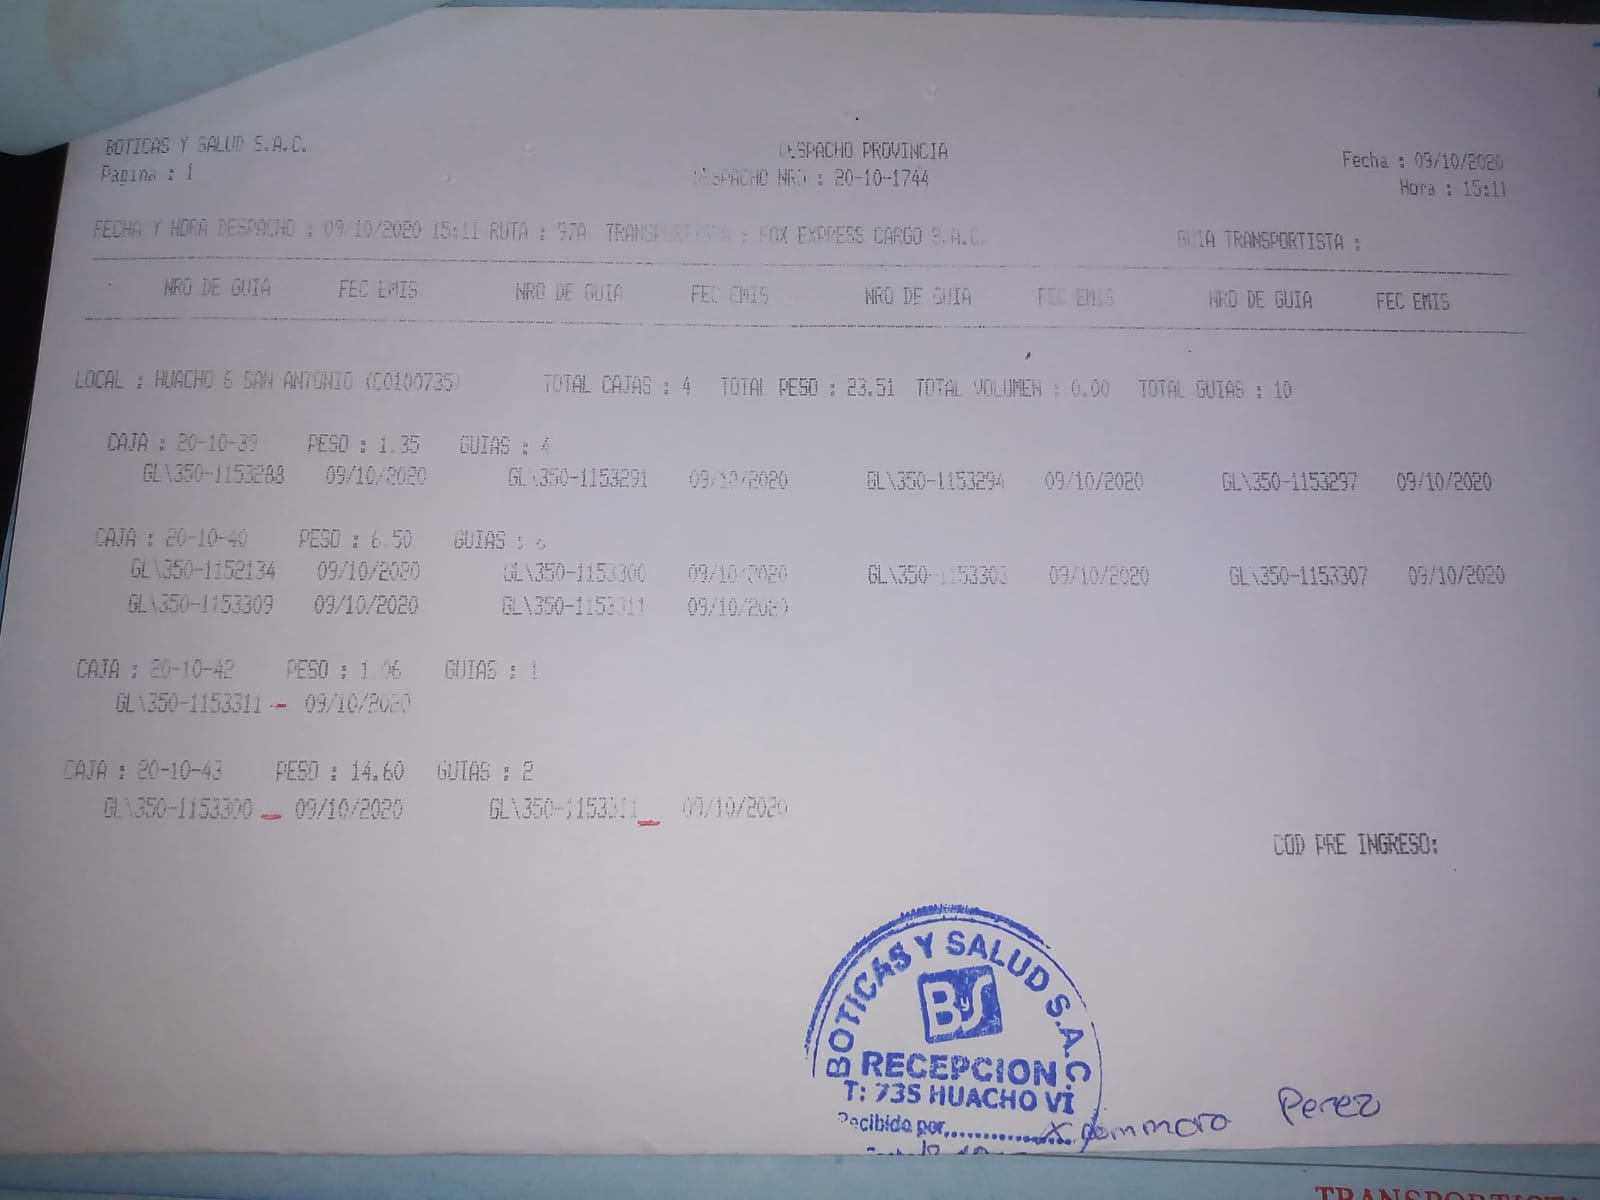 BOTICAS Y SALUD S.A.C. DESPACHO PROVINCIA Fecha : 09/10/2020
Pagina : 1 DESPACHO NRO : 20-10-1744 Hora : 15:11
FECHA Y HORA DESPACHO : 09/10/2020 15:11 RUTA : 97A TRANSPORTISTA : FOX EXPRESS CARGO S.A.C. GUIA TRANSPORTISTA :
NRO DE GUIA FEC EMIS NRO DE GUIA FEC EMIS NRO DE GUIA FEC EMIS NRO DE GUIA FEC EMIS
LOCAL : HUACHO 6 SAN ANTONIO (C0100735) TOTAL CAJAS : 4 TOTAL PESO : 23.51 TOTAL VOLUMEN : 0.00 TOTAL GUIAS : 10
CAJA : 20-10-39 PESO : 1.35 GUIAS : 4
GL\350-1153288 09/10/2020 GL\350-1153291 09/10/2020 GL\350-1153294 09/10/2020 GL\350-1153297 09/10/2020
CAJA : 20-10-40 PESO : 6.50 GUIAS : 6
GL\350-1152134 09/10/2020 GL\350-1153300 09/10/2020 GL\350-1153303 09/10/2020 GL\350-1153307 09/10/2020
GL\350-1153309 09/10/2020 GL\350-1153311 09/10/2020
CAJA : 20-10-42 PESO : 1.06 GUIAS : 1
GL\350-1153311 - 09/10/2020
CAJA : 20-10-43 PESO : 14.60 GUIAS : 2
GL\350-1153300 - 09/10/2020 GL\350-1153311 - 09/10/2020
COD PRE INGRESO:
BOTICAS Y SALUD S.A.C.
ByS
RECEPCION
T: 735 HUACHO VI
Recibido por
Perez
TRANSPORTISTA